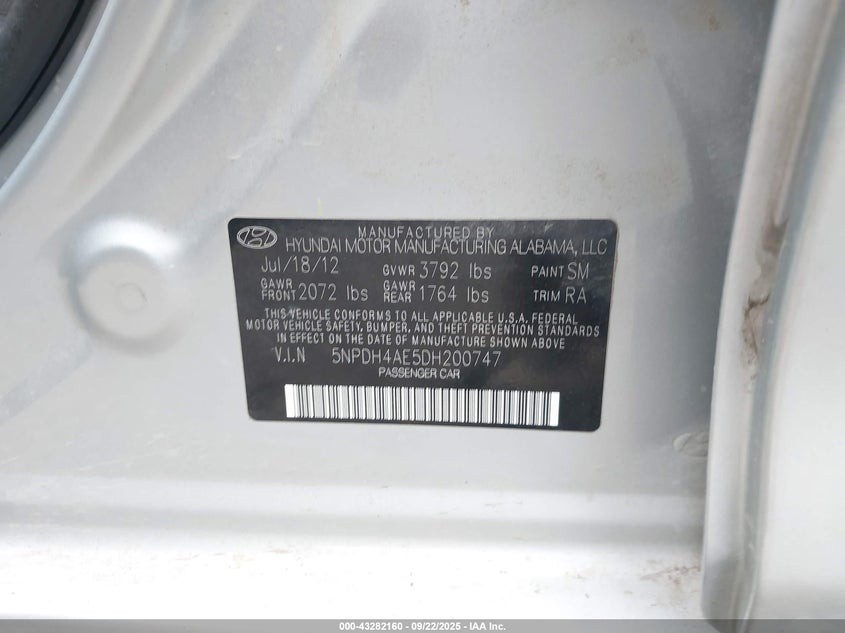 MANUFACTURED BY
HYUNDAI MOTOR MANUFACTURING ALABAMA, LLC
Jul/18/12 GVWR 3792 lbs PAINT SM
GAWR FRONT 2072 lbs GAWR REAR 1764 lbs TRIM RA
THIS VEHICLE CONFORMS TO ALL APPLICABLE U.S.A. FEDERAL
MOTOR VEHICLE SAFETY, BUMPER, AND THEFT PREVENTION STANDARDS
IN EFFECT ON THE DATE OF MANUFACTURE SHOWN ABOVE.
V.I.N 5NPDH4AE5DH200747
PASSENGER CAR
000-43282160 - 09/22/2025 - IAA Inc.